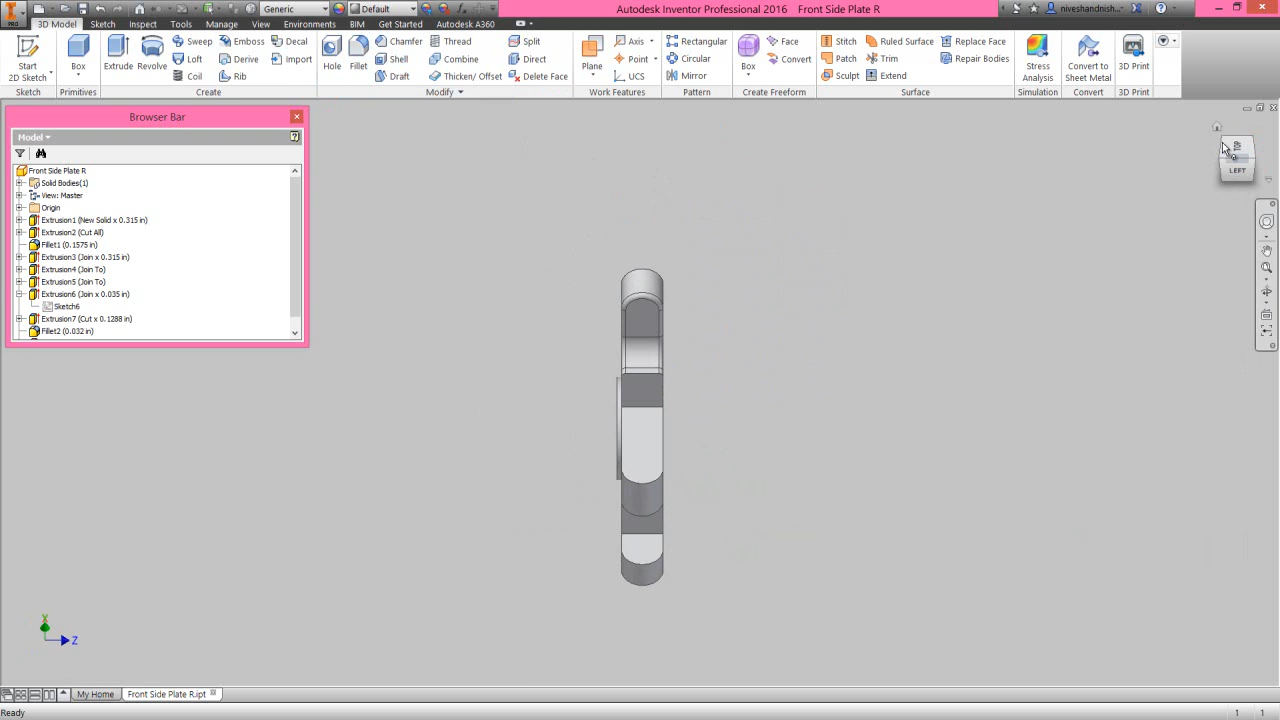 PRO
Generic
Default
Autodesk Inventor Professional 2016 Front Side Plate R
niveshandnish...
3D Model Sketch Inspect Tools Manage View Environments BIM Get Started Autodesk A360
Start
2D Sketch
Sketch
Box
Primitives
Extrude Revolve
Sweep Emboss Decal
Loft Derive Import
Coil Rib
Create
Hole Fillet
Chamfer Thread Split
Shell Combine Direct
Draft Thicken/ Offset Delete Face
Modify
Plane
Axis
Point
UCS
Work Features
Rectangular
Circular
Mirror
Pattern
Box
Face
Convert
Create Freeform
Stitch Ruled Surface Replace Face
Patch Trim Repair Bodies
Sculpt Extend
Surface
Stress
Analysis
Simulation
Convert to
Sheet Metal
Convert
3D Print
3D Print
Browser Bar
Model
Front Side Plate R
Solid Bodies(1)
View: Master
Origin
Extrusion1 (New Solid x 0.315 in)
Extrusion2 (Cut All)
Fillet1 (0.1575 in)
Extrusion3 (Join x 0.315 in)
Extrusion4 (Join To)
Extrusion5 (Join To)
Extrusion6 (Join x 0.035 in)
Sketch6
Extrusion7 (Cut x 0.1288 in)
Fillet2 (0.032 in)
LEFT
Z
My Home Front Side Plate R.ipt
Ready 1 1